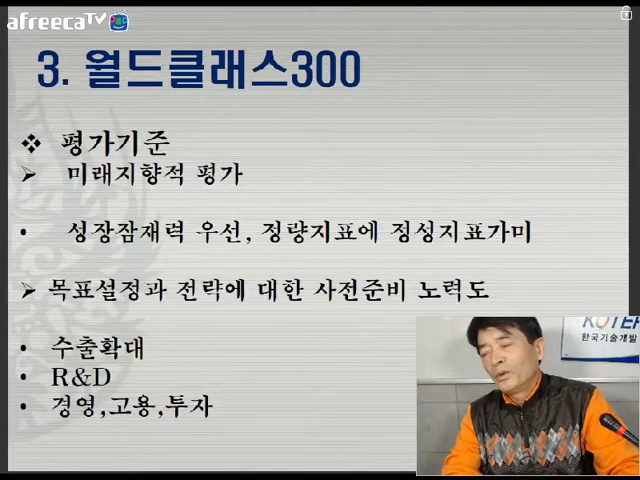 afreecaTV
3. 월드클래스300
❖ 평가기준
➢ 미래지향적 평가
• 성장잠재력 우선, 정량지표에 정성지표가미
➢ 목표설정과 전략에 대한 사전준비 노력도
• 수출확대
• R&D
• 경영,고용,투자
한국기술개발